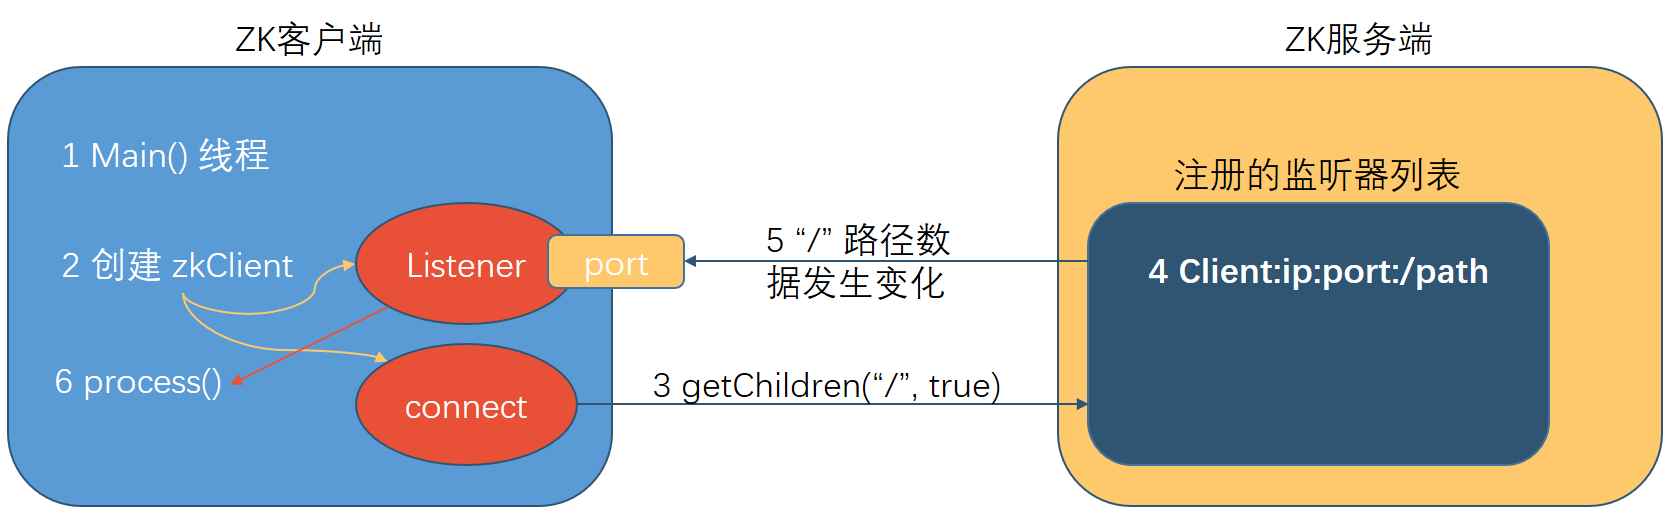 ZK客户端
ZK服务端
1 Main() 线程
注册的监听器列表
2 创建 zkClient
Listener
port
5 “/” 路径数
据发生变化
4 Client:ip:port:/path
6 process()
connect
3 getChildren(“/”, true)